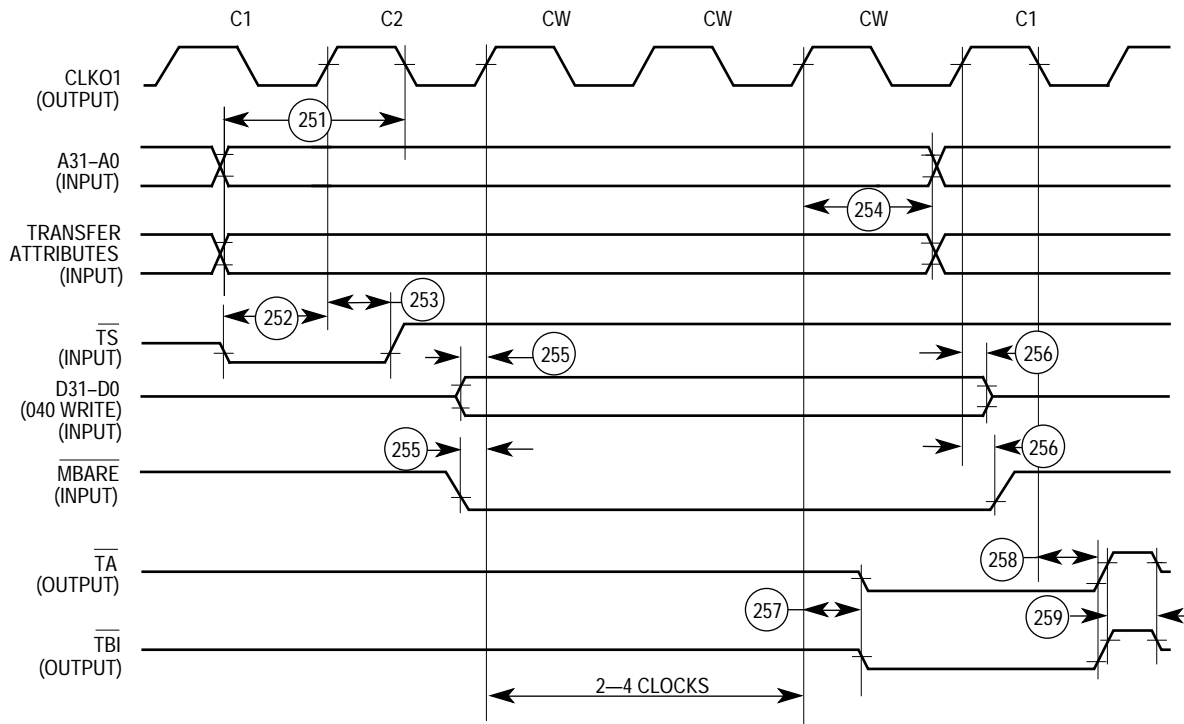 C1 C2 CW CW CW C1
CLKO1
(OUTPUT)
251
A31–A0
(INPUT)
254
TRANSFER
ATTRIBUTES
(INPUT)
252
253
TS
(INPUT)
255
256
D31–D0
(040 WRITE)
(INPUT)
255
256
MBARE
(INPUT)
TA
(OUTPUT)
258
257
259
TBI
(OUTPUT)
2—4 CLOCKS